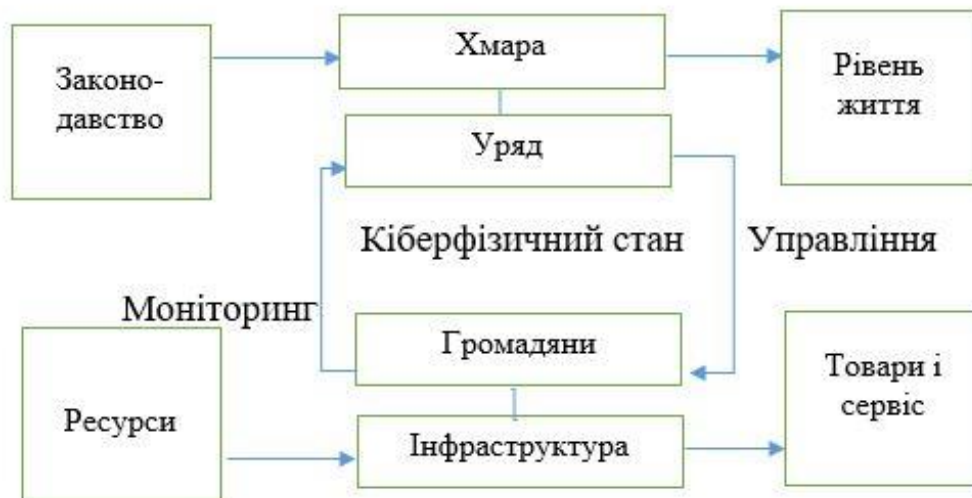 Хмара
Законо-
давство
Рівень
життя
Уряд
Кіберфізичний стан
Управління
Моніторинг
Громадяни
Товари і
сервіс
Ресурси
Інфраструктура